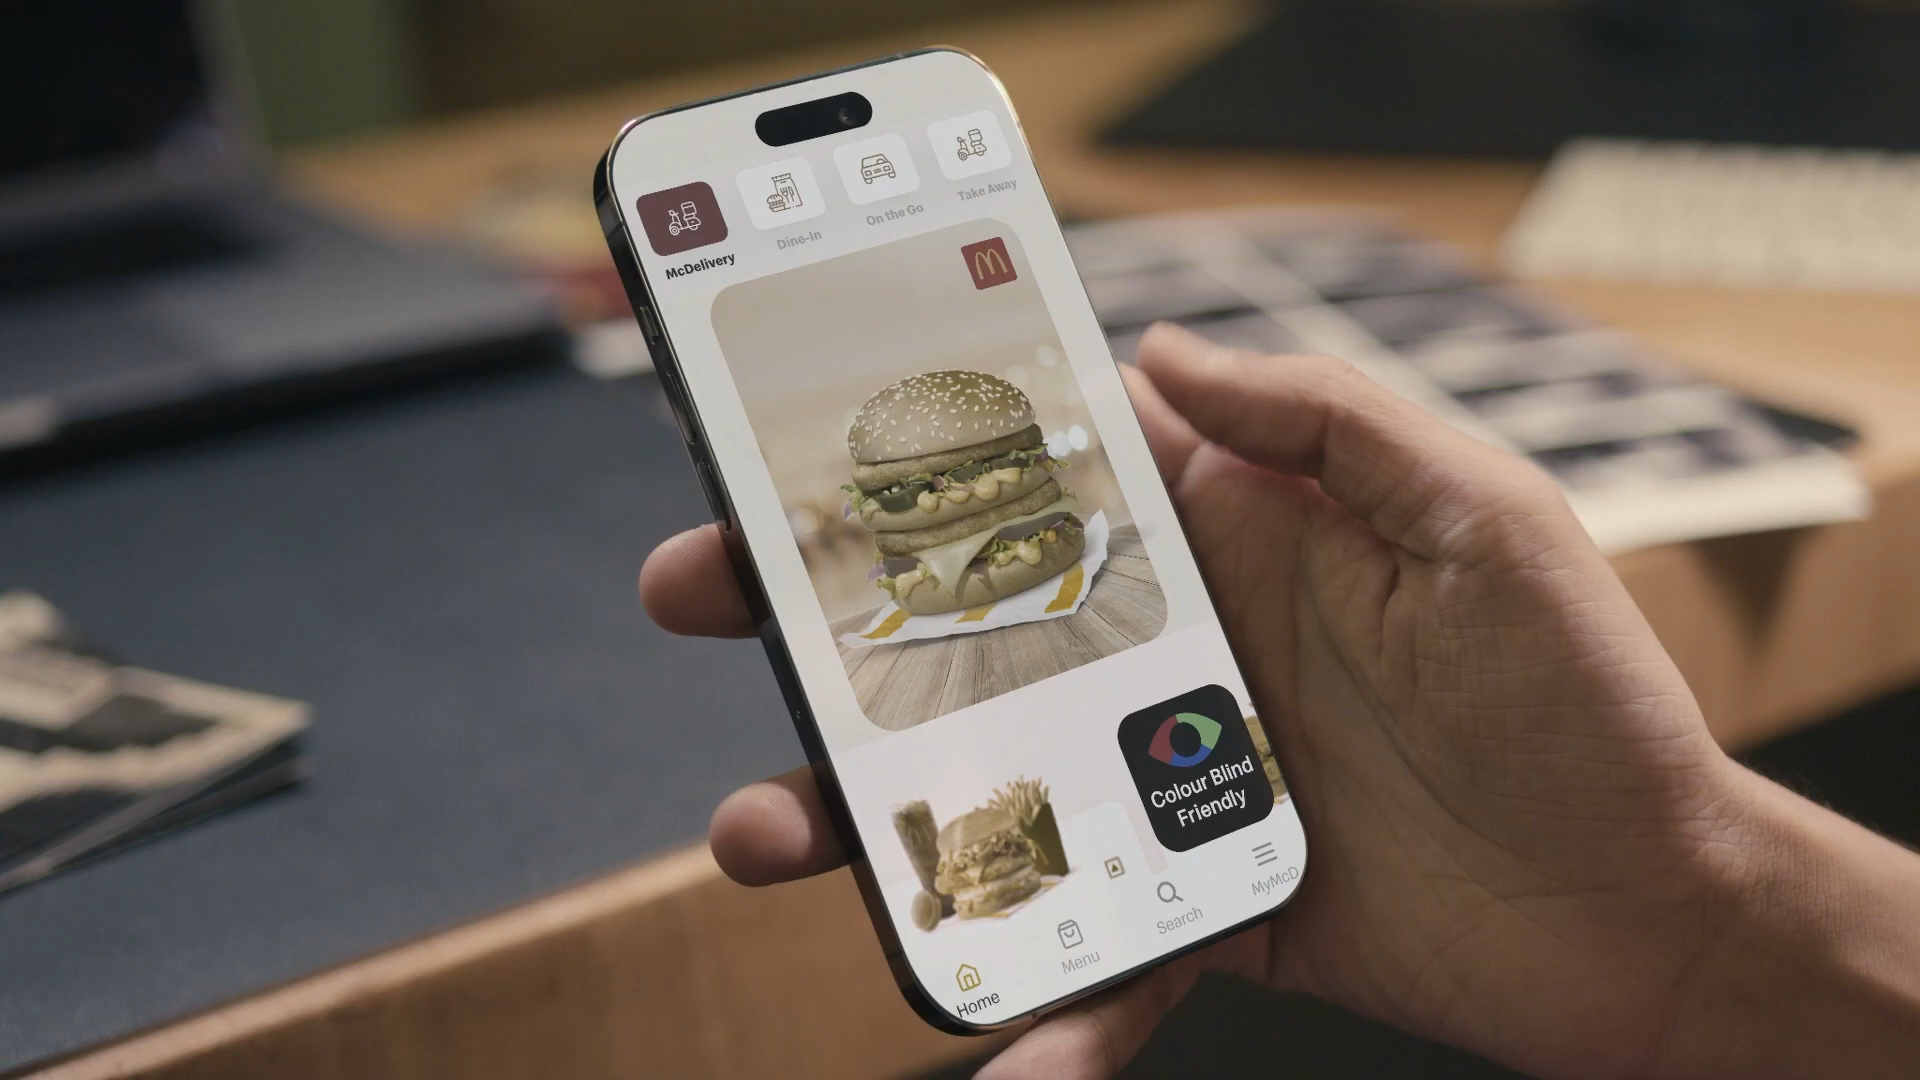 McDelivery
Dine-In
On the Go
Take Away
Colour Blind
Friendly
Home
Menu
Search
MyMcD